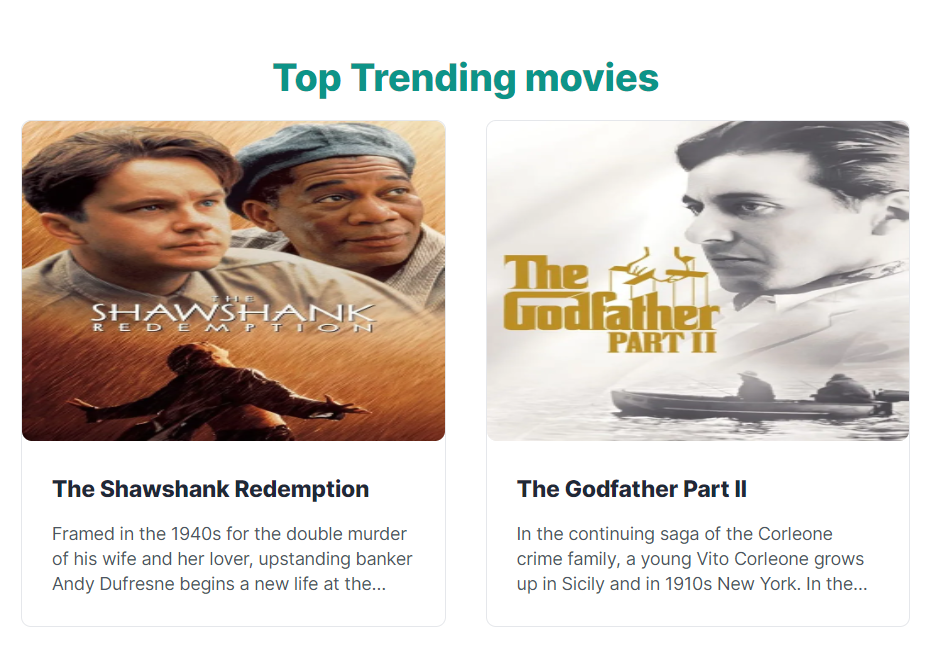 Top Trending movies
THE
SHAWSHANK
REDEMPTION
The
Godfather
PART II
The Shawshank Redemption
Framed in the 1940s for the double murder
of his wife and her lover, upstanding banker
Andy Dufresne begins a new life at the...
The Godfather Part II
In the continuing saga of the Corleone
crime family, a young Vito Corleone grows
up in Sicily and in 1910s New York. In the...